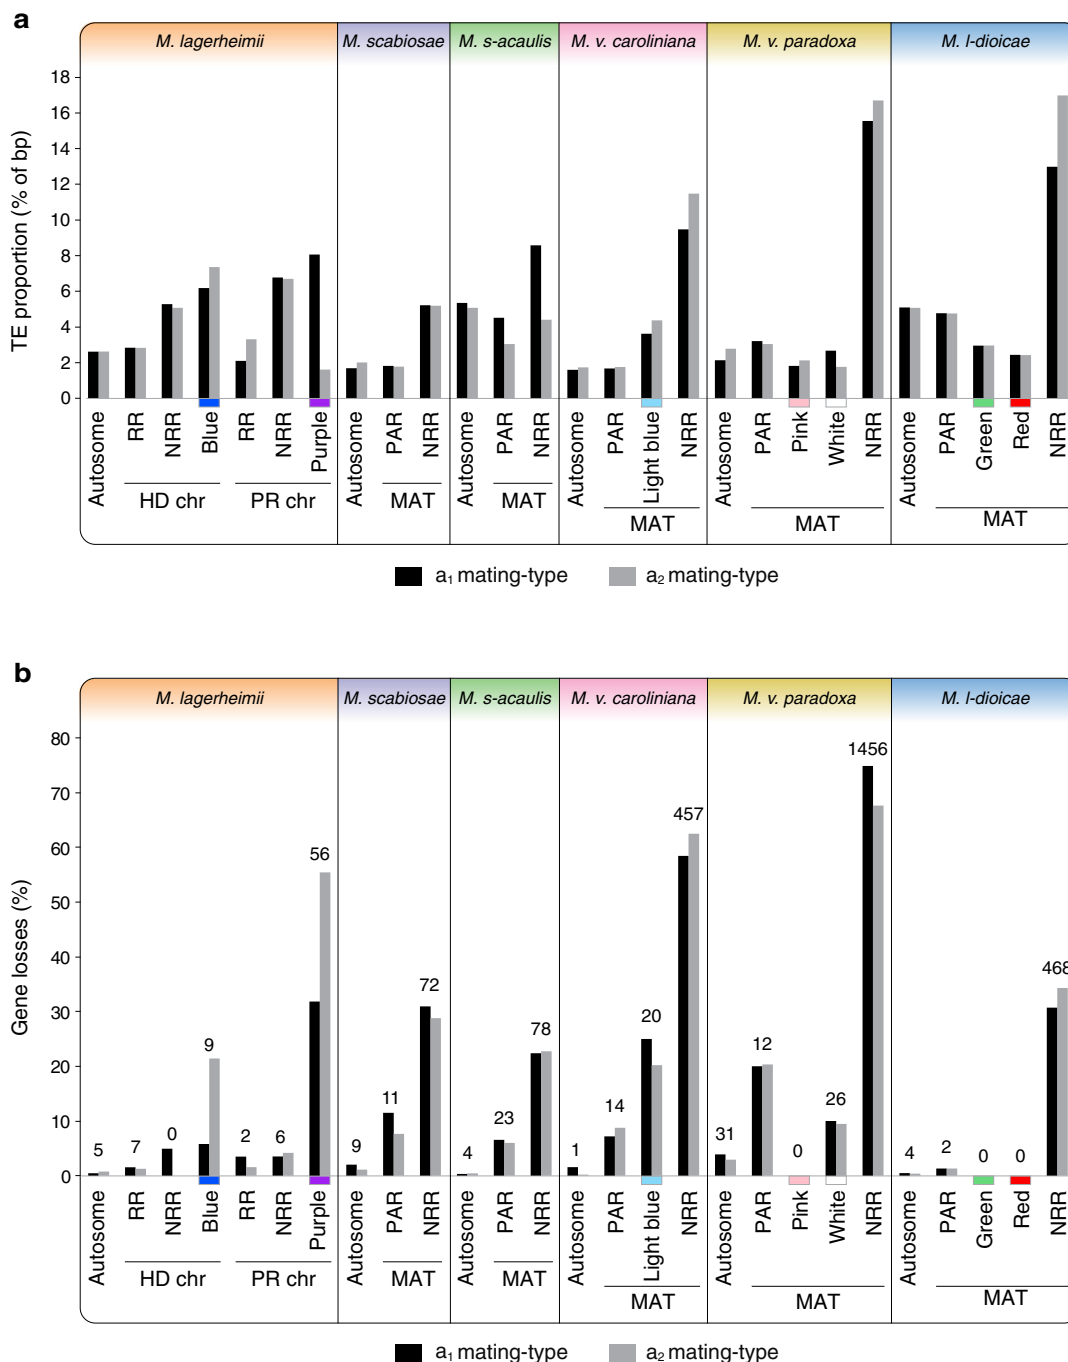 a
M. lagerheimii M. scabiosae M. s-acaulis M. v. caroliniana M. v. paradoxa M. l-dioicae
TE proportion (% of bp)
18
16
14
12
10
8
6
4
2
0
Autosome RR NRR Blue RR NRR Purple Autosome PAR NRR Autosome PAR NRR Autosome PAR Light blue NRR Autosome PAR Pink White NRR Autosome PAR Green Red NRR
HD chr PR chr MAT MAT MAT MAT MAT
a1 mating-type a2 mating-type
b
M. lagerheimii M. scabiosae M. s-acaulis M. v. caroliniana M. v. paradoxa M. l-dioicae
Gene losses (%)
80
70
60
50
40
30
20
10
0
5 7 0 9 2 6 56 9 11 72 4 23 78 1 14 20 457 31 12 0 26 1456 4 2 0 0 468
Autosome RR NRR Blue RR NRR Purple Autosome PAR NRR Autosome PAR NRR Autosome PAR Light blue NRR Autosome PAR Pink White NRR Autosome PAR Green Red NRR
HD chr PR chr MAT MAT MAT MAT MAT
a1 mating-type a2 mating-type